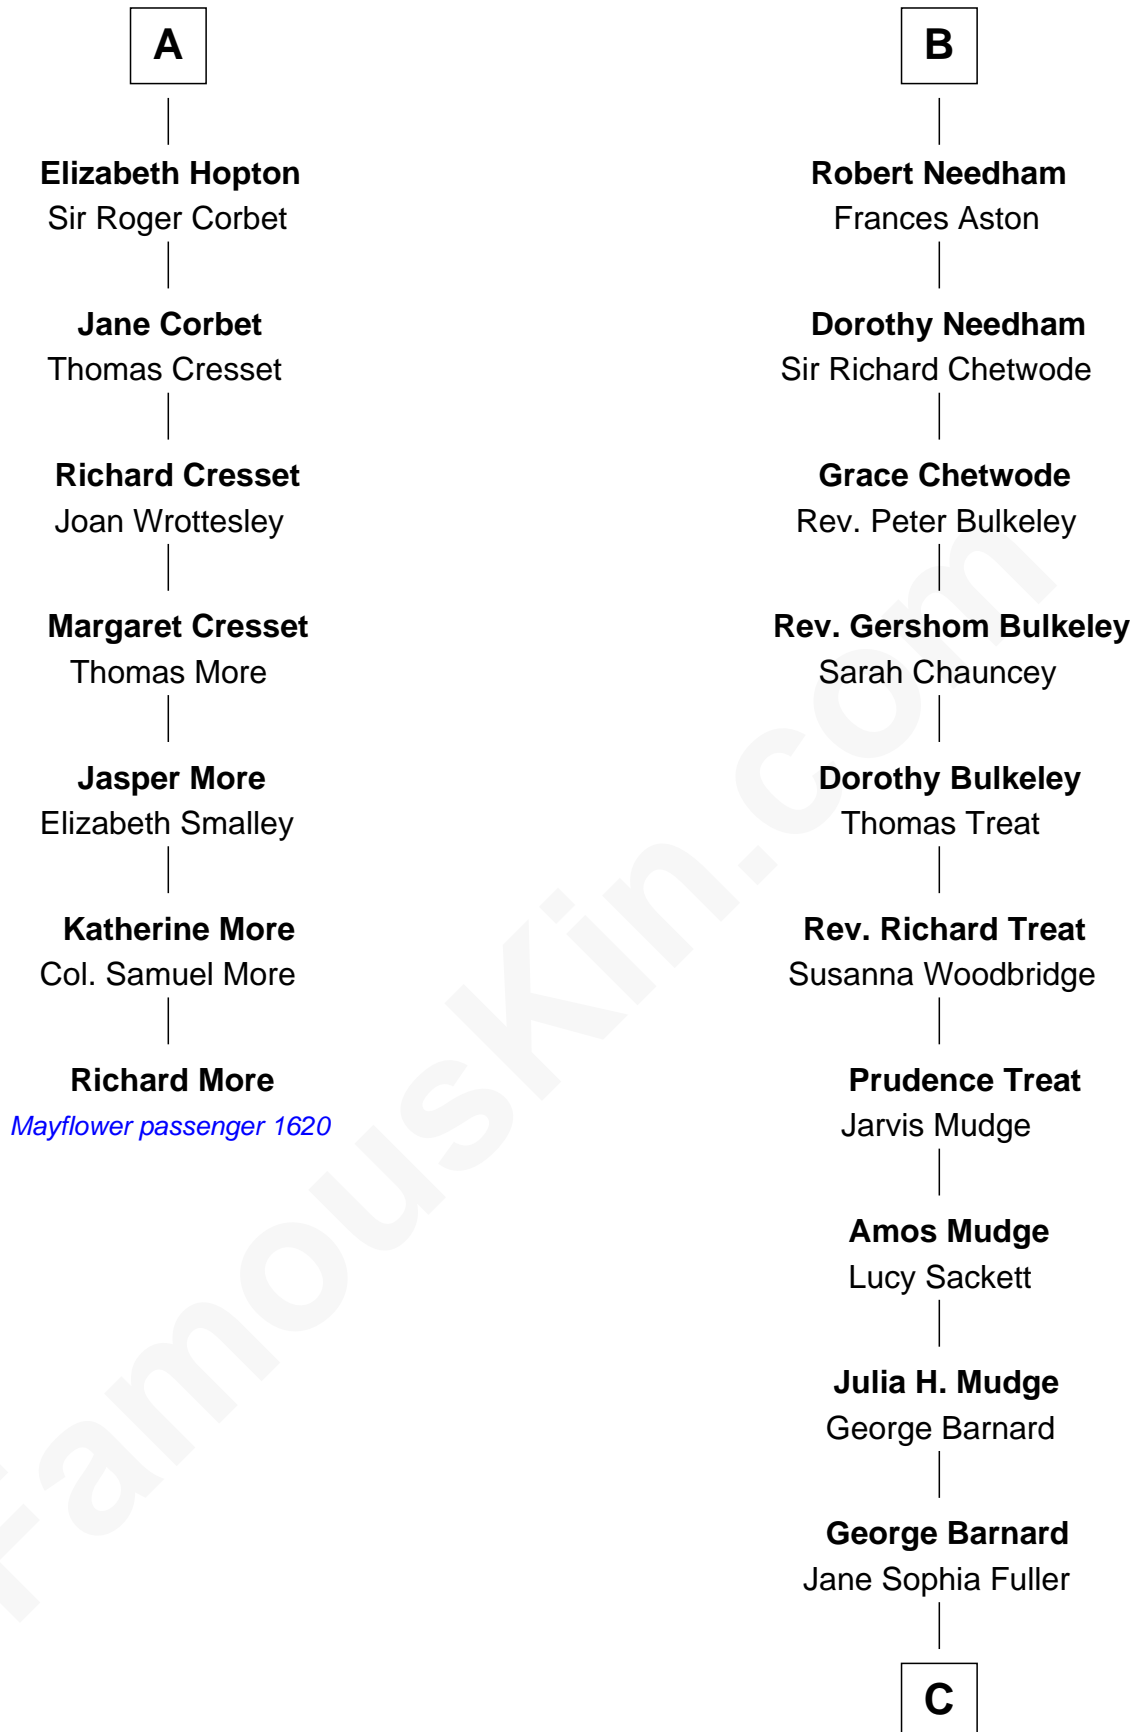 A
Elizabeth Hopton
Sir Roger Corbet
Jane Corbet
Thomas Cresset
Richard Cresset
Joan Wrottesley
Margaret Cresset
Thomas More
Jasper More
Elizabeth Smalley
Katherine More
Col. Samuel More
Richard More
Mayflower passenger 1620
B
Robert Needham
Frances Aston
Dorothy Needham
Sir Richard Chetwode
Grace Chetwode
Rev. Peter Bulkeley
Rev. Gershom Bulkeley
Sarah Chauncey
Dorothy Bulkeley
Thomas Treat
Rev. Richard Treat
Susanna Woodbridge
Prudence Treat
Jarvis Mudge
Amos Mudge
Lucy Sackett
Julia H. Mudge
George Barnard
George Barnard
Jane Sophia Fuller
C
FamousKin.com